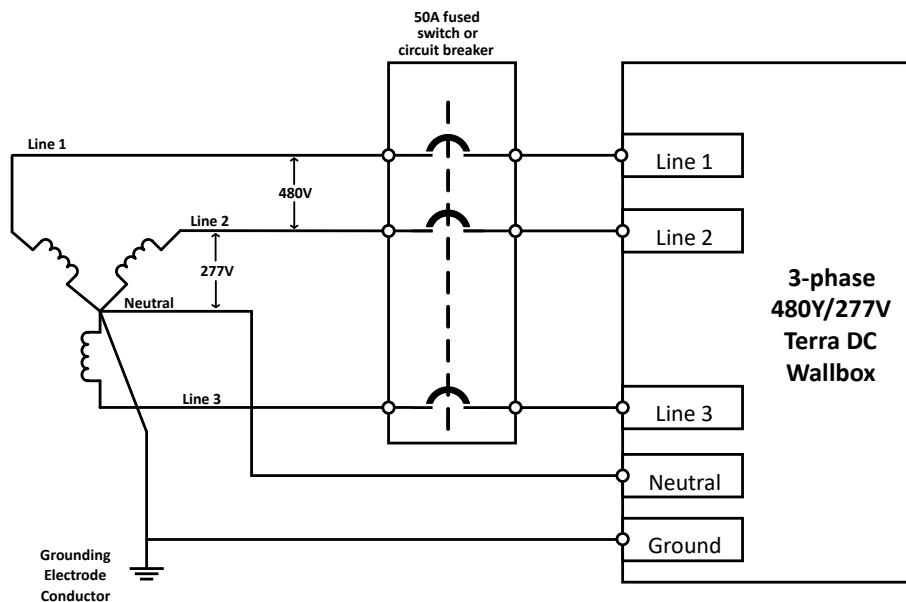 50A fused
switch or
circuit breaker
Line 1
480V
Line 2
277V
Neutral
Line 3
Grounding
Electrode
Conductor
Line 1
Line 2
3-phase
480Y/277V
Terra DC
Wallbox
Line 3
Neutral
Ground